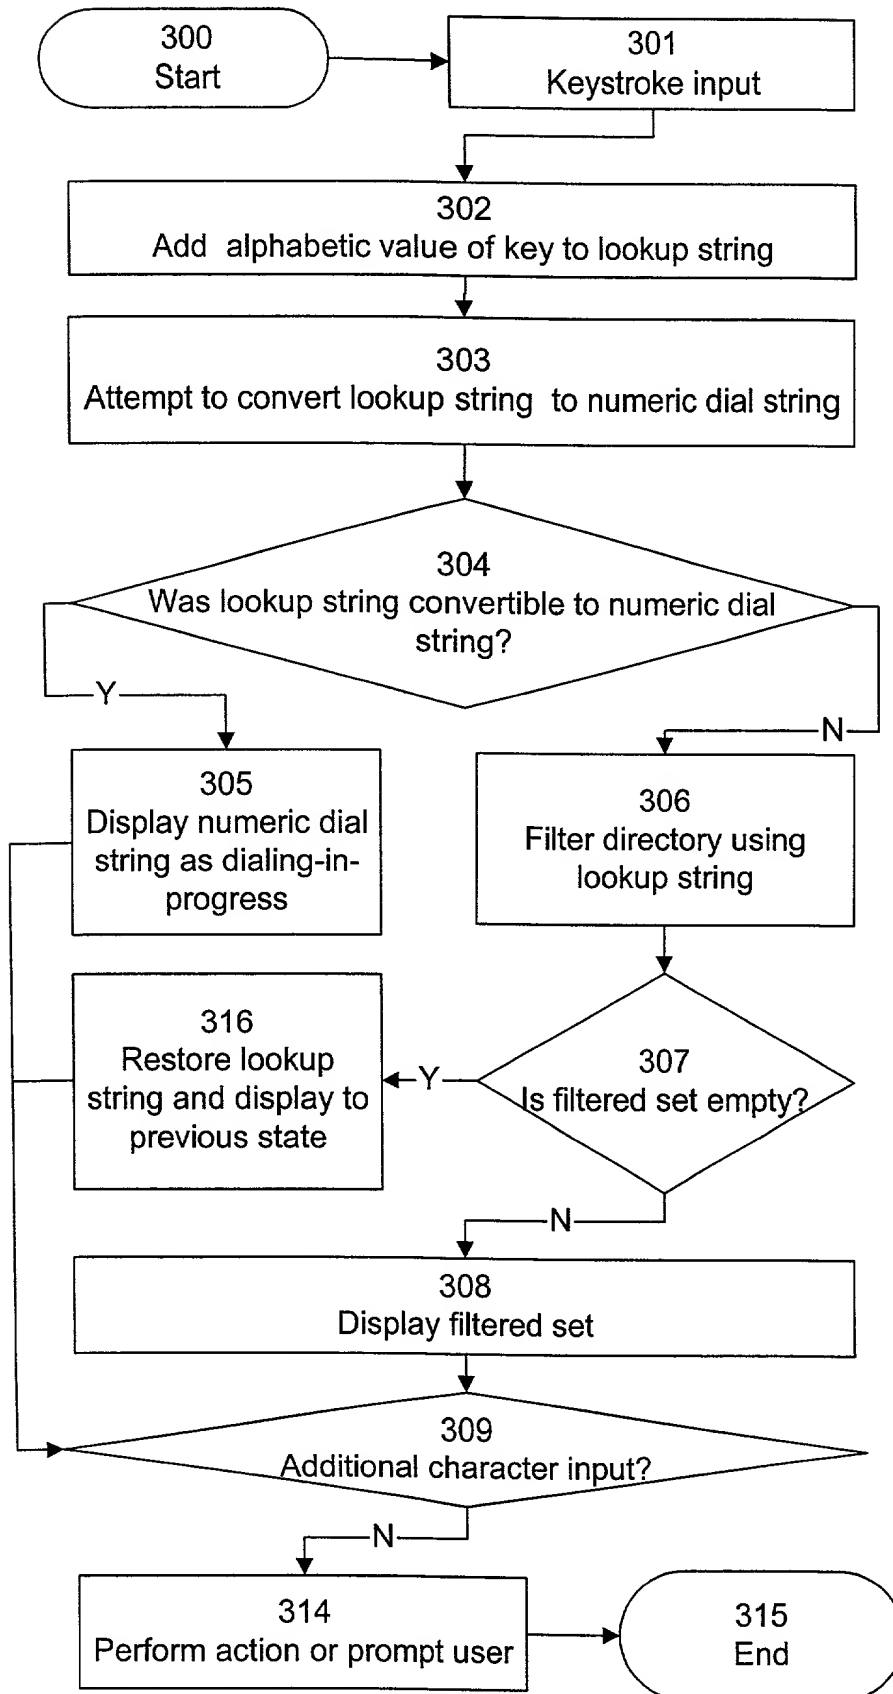 300
Start
301
Keystroke input
302
Add alphabetic value of key to lookup string
303
Attempt to convert lookup string to numeric dial string
304
Was lookup string convertible to numeric dial
string?
Y
N
305
Display numeric dial
string as dialing-in-
progress
306
Filter directory using
lookup string
316
Restore lookup
string and display to
previous state
Y
307
Is filtered set empty?
N
308
Display filtered set
309
Additional character input?
N
314
Perform action or prompt user
315
End